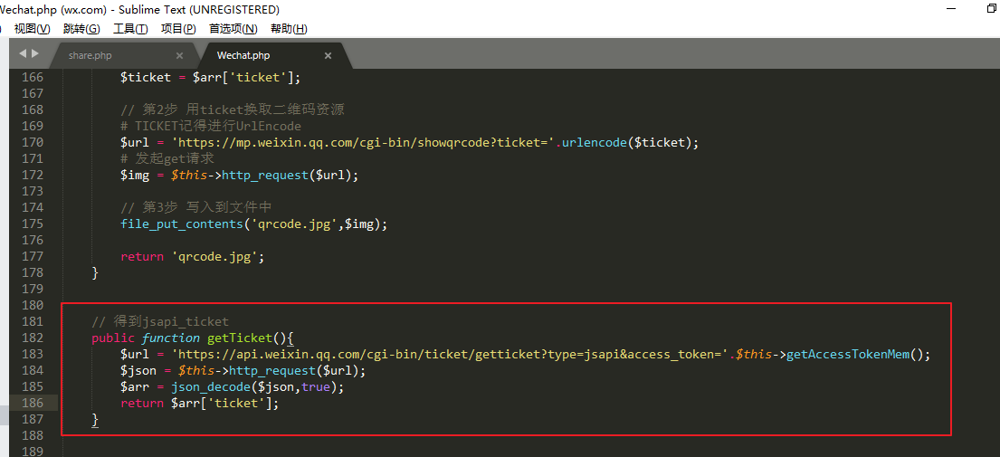 Wechat.php (wx.com) - Sublime Text (UNREGISTERED)
) 视图(V) 跳转(G) 工具(T) 项目(P) 首选项(N) 帮助(H)
share.php × Wechat.php ×
166 $ticket = $arr['ticket'];
167
168 // 第2步 用ticket换取二维码资源
169 # TICKET记得进行UrlEncode
170 $url = 'https://mp.weixin.qq.com/cgi-bin/showqrcode?ticket='.urlencode($ticket);
171 # 发起get请求
172 $img = $this->http_request($url);
173
174 // 第3步 写入到文件中
175 file_put_contents('qrcode.jpg',$img);
176
177 return 'qrcode.jpg';
178 }
179
180
181 // 得到jsapi_ticket
182 public function getTicket(){
183 $url = 'https://api.weixin.qq.com/cgi-bin/ticket/getticket?type=jsapi&access_token='.$this->getAccessTokenMem();
184 $json = $this->http_request($url);
185 $arr = json_decode($json,true);
186 return $arr['ticket'];
187 }
188
189